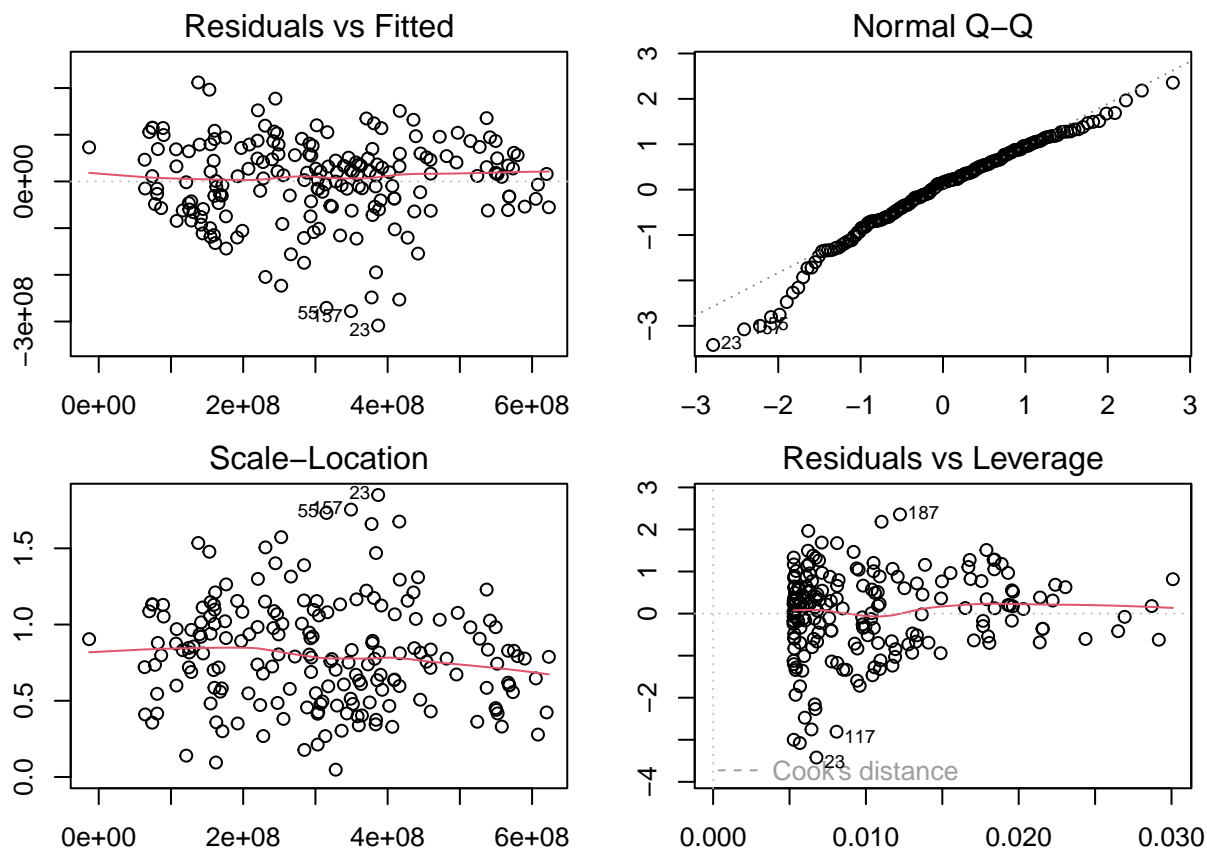 Residuals vs Fitted
−3e+08 0e+00
0e+00 2e+08 4e+08 6e+08
55
157
23
Normal Q−Q
−3 −1 0 1 2 3
−3 −2 −1 0 1 2 3
23
Scale−Location
0.0 0.5 1.0 1.5
0e+00 2e+08 4e+08 6e+08
55
157
23
Residuals vs Leverage
−4 −2 0 1 2 3
0.000 0.010 0.020 0.030
187
117
23
Cook's distance